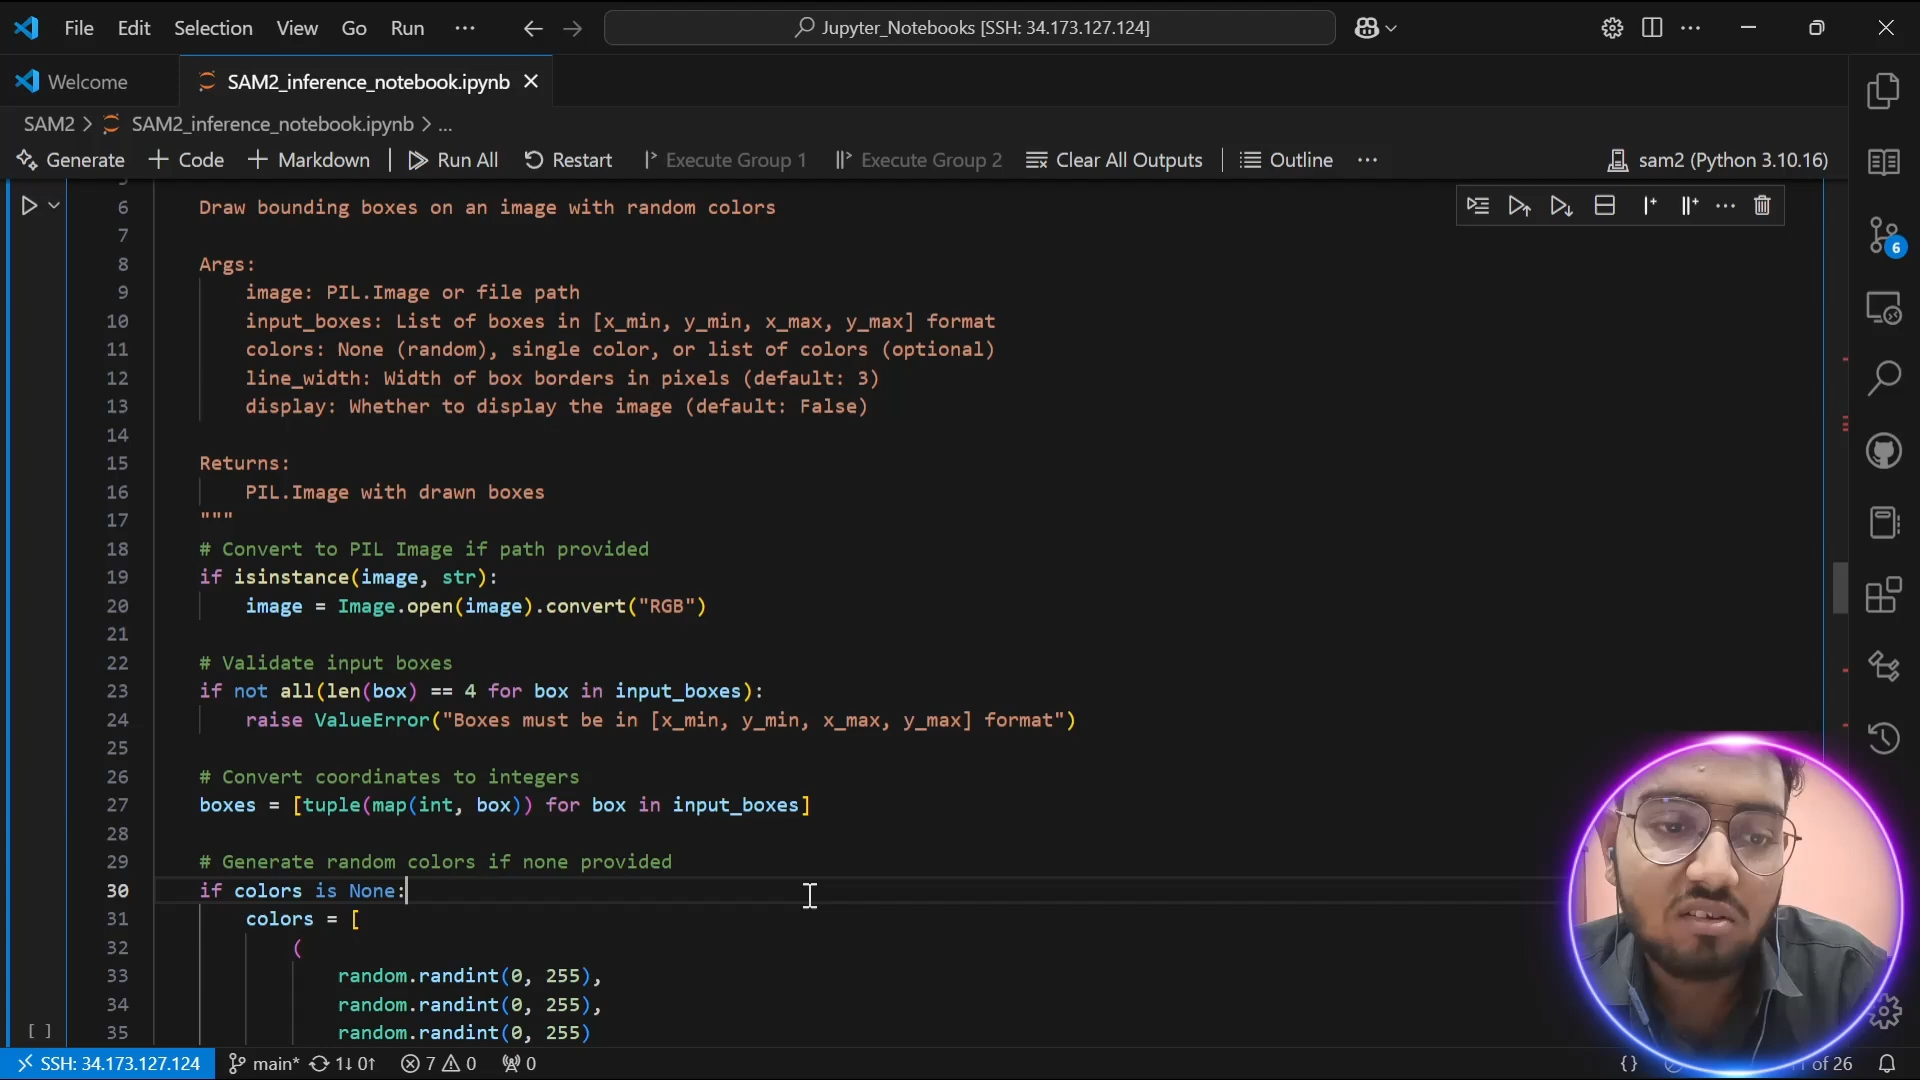 File Edit Selection View Go Run ···
Jupyter_Notebooks [SSH: 34.173.127.124]
Welcome
SAM2_inference_notebook.ipynb
SAM2 > SAM2_inference_notebook.ipynb > ...
Generate + Code + Markdown Run All Restart Execute Group 1 Execute Group 2 Clear All Outputs Outline ··· sam2 (Python 3.10.16)
6 Draw bounding boxes on an image with random colors
7
8 Args:
9 image: PIL.Image or file path
10 input_boxes: List of boxes in [x_min, y_min, x_max, y_max] format
11 colors: None (random), single color, or list of colors (optional)
12 line_width: Width of box borders in pixels (default: 3)
13 display: Whether to display the image (default: False)
14
15 Returns:
16 PIL.Image with drawn boxes
17 """
18 # Convert to PIL Image if path provided
19 if isinstance(image, str):
20 image = Image.open(image).convert("RGB")
21
22 # Validate input boxes
23 if not all(len(box) == 4 for box in input_boxes):
24 raise ValueError("Boxes must be in [x_min, y_min, x_max, y_max] format")
25
26 # Convert coordinates to integers
27 boxes = [tuple(map(int, box)) for box in input_boxes]
28
29 # Generate random colors if none provided
30 if colors is None:
31 colors = [
32 (
33 random.randint(0, 255),
34 random.randint(0, 255),
35 random.randint(0, 255)
[ ]
6
SSH: 34.173.127.124 main* 1↓ 0↑ 7 0 0 {} of 26